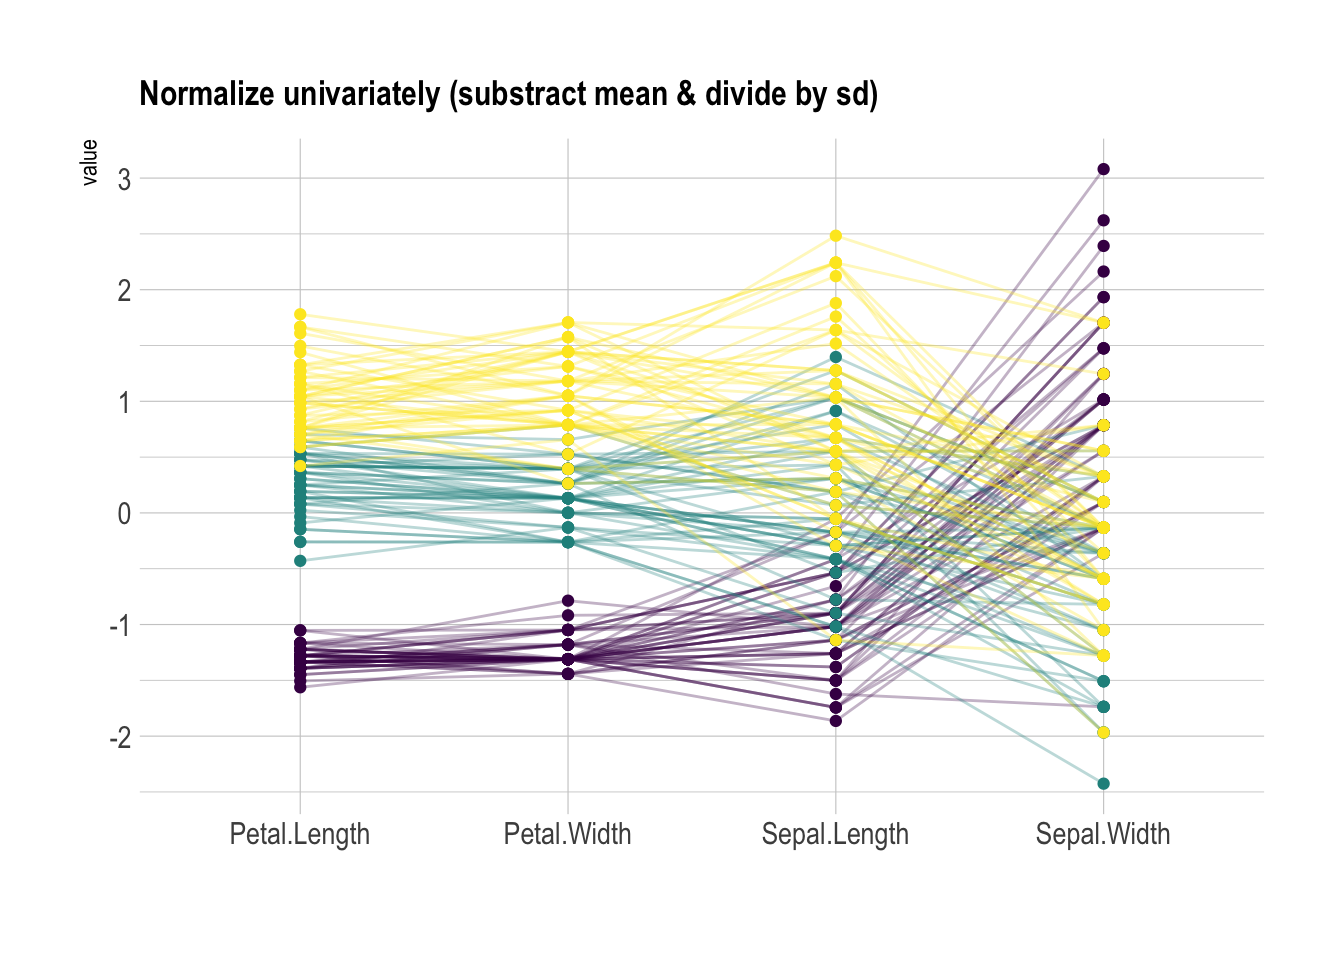 Normalize univariately (substract mean & divide by sd)
value
3
2
1
0
-1
-2
Petal.Length Petal.Width Sepal.Length Sepal.Width